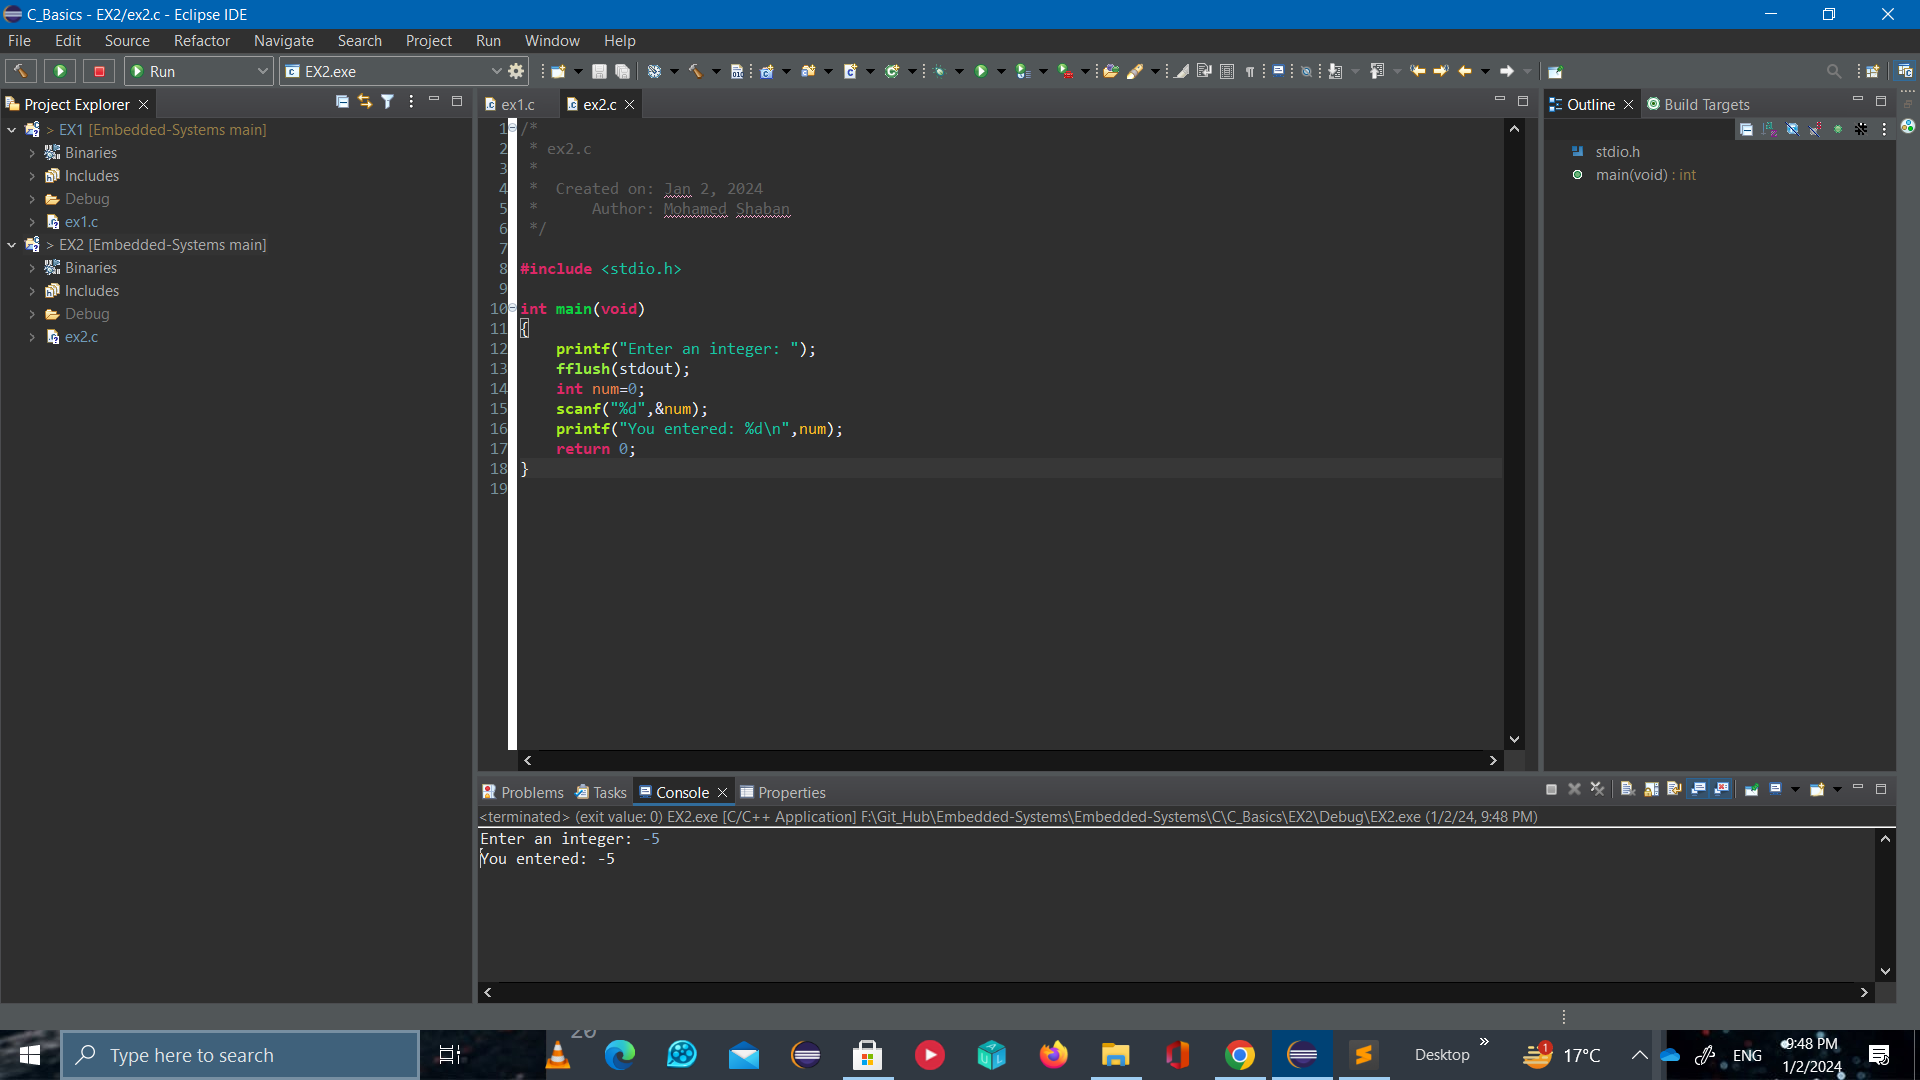 C_Basics - EX2/ex2.c - Eclipse IDE
File Edit Source Refactor Navigate Search Project Run Window Help
Run EX2.exe
Project Explorer
> EX1 [Embedded-Systems main]
Binaries
Includes
Debug
ex1.c
> EX2 [Embedded-Systems main]
Binaries
Includes
Debug
ex2.c
ex1.c ex2.c
1 /*
2 * ex2.c
3 *
4 * Created on: Jan 2, 2024
5 * Author: Mohamed Shaban
6 */
7
8 #include <stdio.h>
9
10 int main(void)
11 {
12 printf("Enter an integer: ");
13 fflush(stdout);
14 int num=0;
15 scanf("%d",&num);
16 printf("You entered: %d\n",num);
17 return 0;
18 }
19
Outline Build Targets
stdio.h
main(void) : int
Problems Tasks Console Properties
<terminated> (exit value: 0) EX2.exe [C/C++ Application] F:\Git_Hub\Embedded-Systems\Embedded-Systems\C\C_Basics\EX2\Debug\EX2.exe (1/2/24, 9:48 PM)
Enter an integer: -5
You entered: -5
Type here to search
Desktop
1
17°C
ENG
9:48 PM
1/2/2024